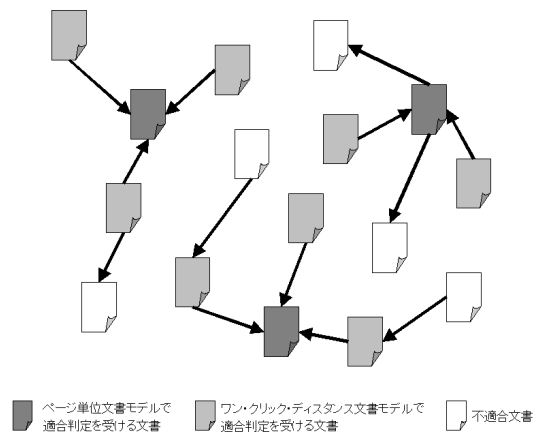 ページ単位文書モデルで
適合判定を受ける文書
ワン・クリック・ディスタンス文書モデルで
適合判定を受ける文書
不適合文書